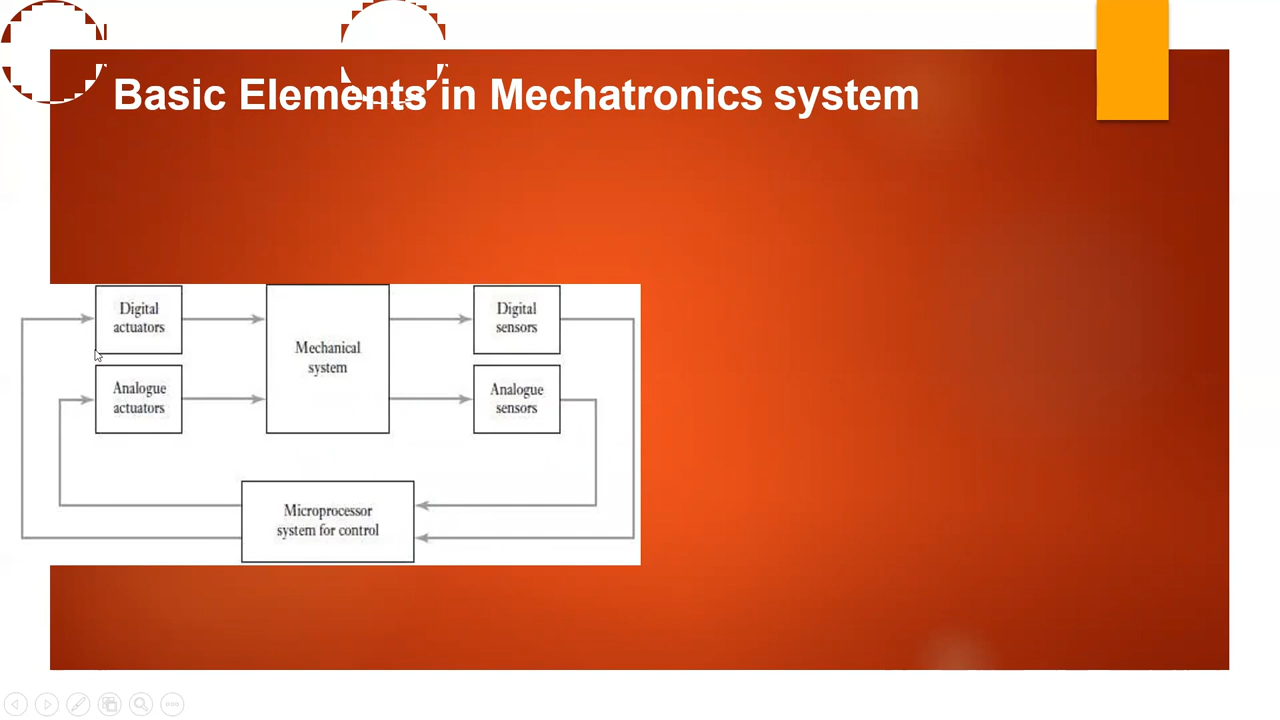 Basic Elements in Mechatronics system
Digital
actuators
Mechanical
system
Digital
sensors
Analogue
actuators
Analogue
sensors
Microprocessor
system for control